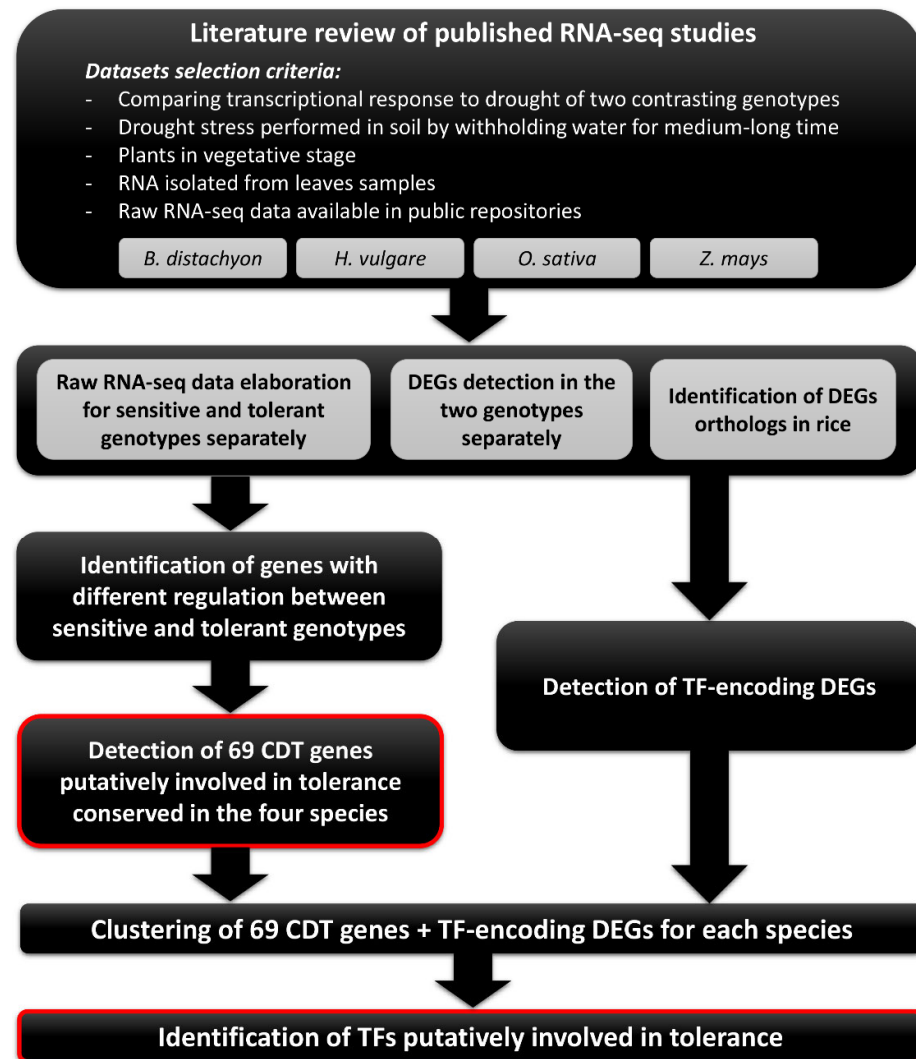 Literature review of published RNA-seq studies
Datasets selection criteria:
- Comparing transcriptional response to drought of two contrasting genotypes
- Drought stress performed in soil by withholding water for medium-long time
- Plants in vegetative stage
- RNA isolated from leaves samples
- Raw RNA-seq data available in public repositories
B. distachyon
H. vulgare
O. sativa
Z. mays
Raw RNA-seq data elaboration
for sensitive and tolerant
genotypes separately
DEGs detection in the
two genotypes
separately
Identification of DEGs
orthologs in rice
Identification of genes with
different regulation between
sensitive and tolerant genotypes
Detection of TF-encoding DEGs
Detection of 69 CDT genes
putatively involved in tolerance
conserved in the four species
Clustering of 69 CDT genes + TF-encoding DEGs for each species
Identification of TFs putatively involved in tolerance